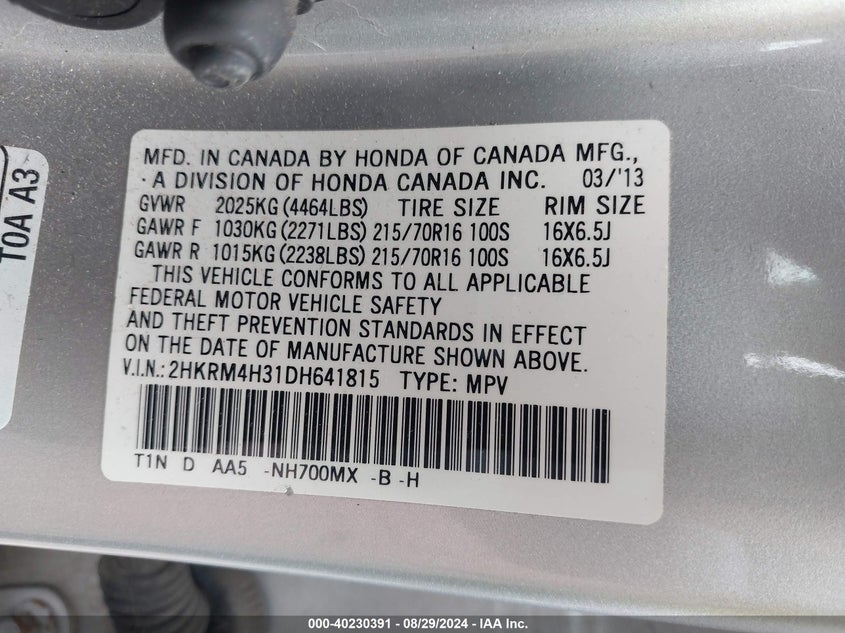 MFD. IN CANADA BY HONDA OF CANADA MFG.,
A DIVISION OF HONDA CANADA INC. 03/'13
GVWR 2025KG(4464LBS) TIRE SIZE RIM SIZE
GAWR F 1030KG(2271LBS) 215/70R16 100S 16X6.5J
GAWR R 1015KG(2238LBS) 215/70R16 100S 16X6.5J
THIS VEHICLE CONFORMS TO ALL APPLICABLE
FEDERAL MOTOR VEHICLE SAFETY
AND THEFT PREVENTION STANDARDS IN EFFECT
ON THE DATE OF MANUFACTURE SHOWN ABOVE.
V.I.N.:2HKRM4H31DH641815 TYPE: MPV
T1N D AA5 -NH700MX -B -H
T0A A3
000-40230391 - 08/29/2024 - IAA Inc.